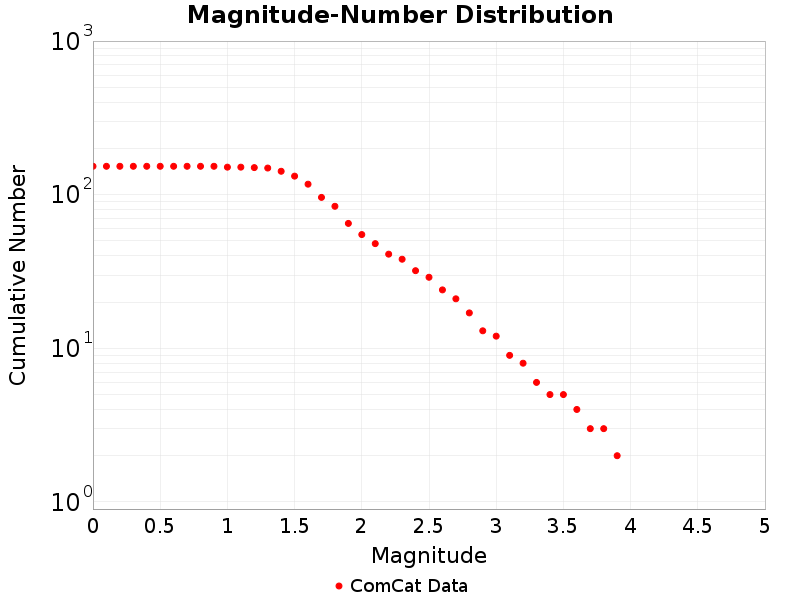 Magnitude-Number Distribution
10^3
10^2
10^1
10^0
Cumulative Number
0 0.5 1 1.5 2 2.5 3 3.5 4 4.5 5
Magnitude
ComCat Data